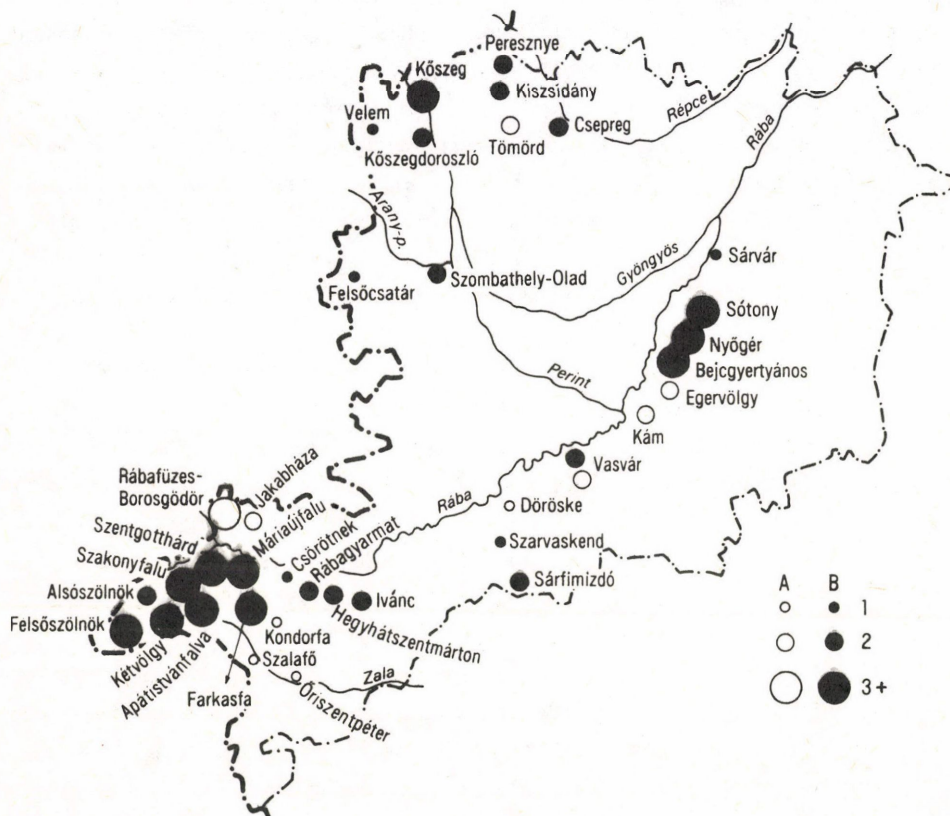 Peresznye
Kőszeg
Kiszsidány
Velem
Tömörd
Csepreg
Kőszegdoroszló
Répce
Rába
Arany-p.
Gyöngyös
Sárvár
Szombathely-Olad
Felsőcsatár
Sótony
Nyőgér
Bejcgyertyános
Egervölgy
Perint
Kám
Vasvár
Rábafüzes-
Borosgödör
Jakabháza
Rába
Döröske
Szentgotthárd
Máriaújfalu
Csörötnek
Rábagyarmat
Szarvaskend
Szakonyfalu
Alsószölnök
Sárfimizdó
Ivánc
Hegyhátszentmárton
Felsőszölnök
Kétvölgy
Apátistvánfalva
Kondorfa
Szalafő
Farkasfa
Őriszentpéter
Zala
A B
1
2
3+